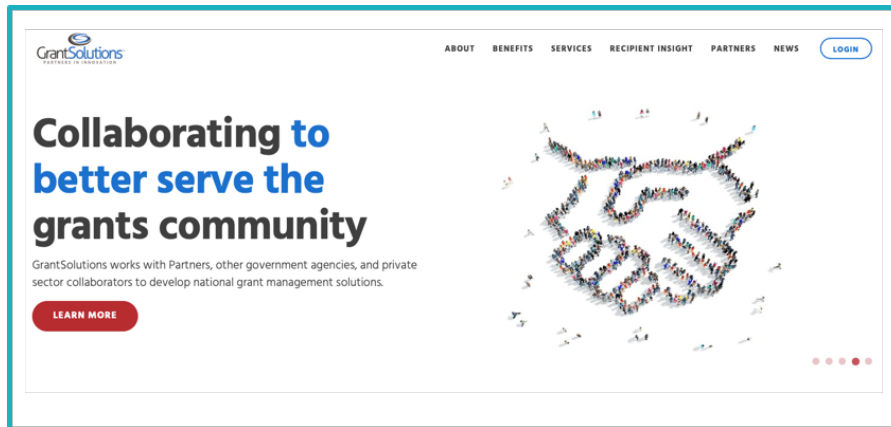 GrantSolutions
PARTNERS IN INNOVATION
ABOUT BENEFITS SERVICES RECIPIENT INSIGHT PARTNERS NEWS LOGIN
Collaborating to
better serve the
grants community
GrantSolutions works with Partners, other government agencies, and private
sector collaborators to develop national grant management solutions.
LEARN MORE